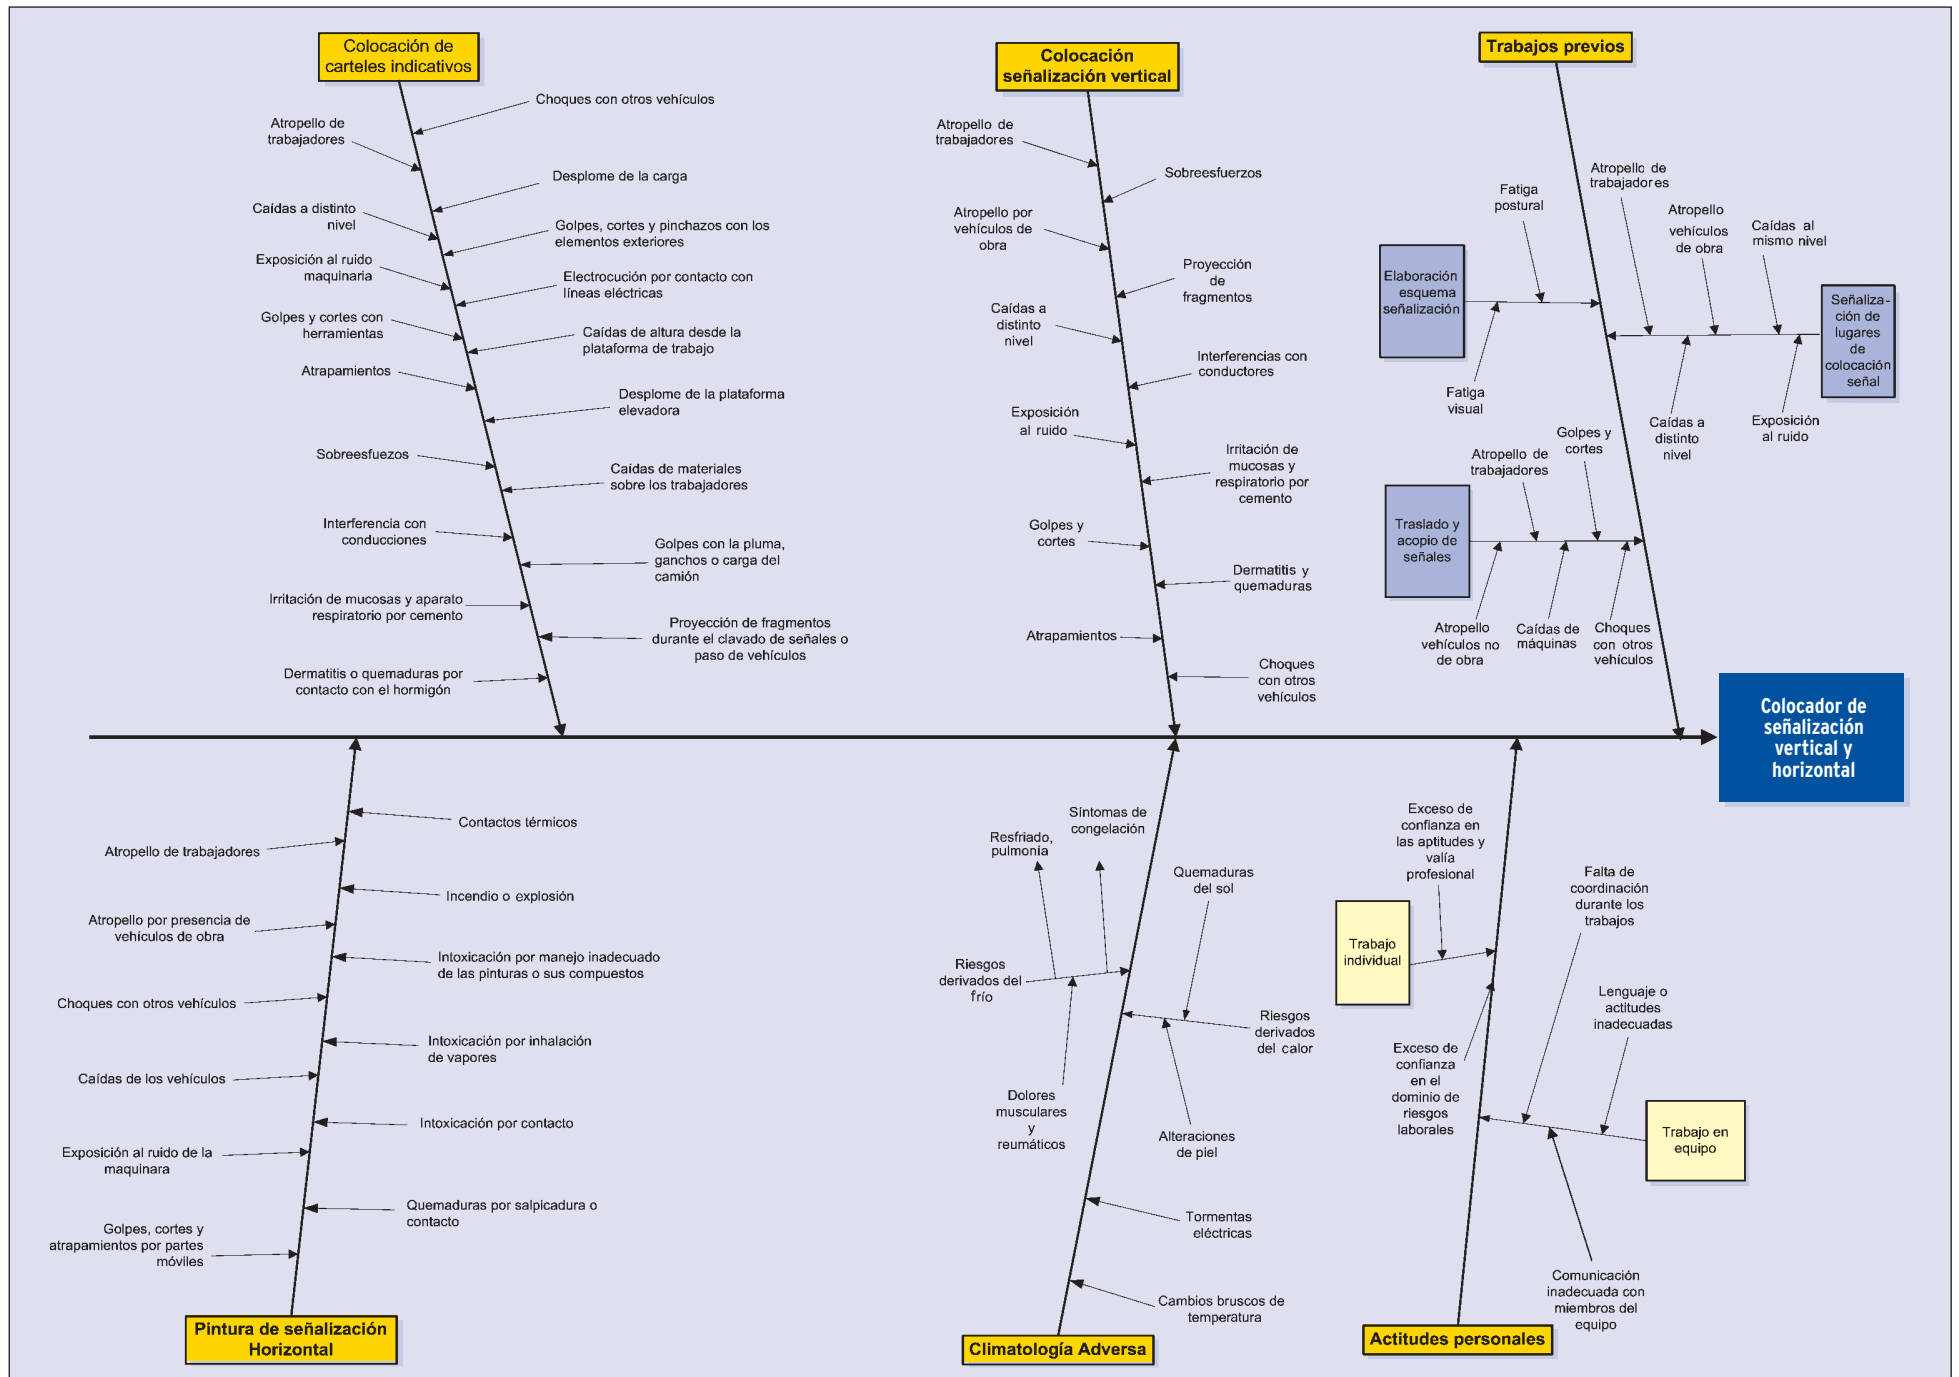 Colocación de
carteles indicativos
Choques con otros vehículos
Atropello de
trabajadores
Desplome de la carga
Caídas a distinto
nivel
Golpes, cortes y pinchazos con los
elementos exteriores
Exposición al ruido
maquinaria
Electrocución por contacto con
líneas eléctricas
Golpes y cortes con
herramientas
Caídas de altura desde la
plataforma de trabajo
Atrapamientos
Desplome de la plataforma
elevadora
Sobreesfuezos
Caídas de materiales
sobre los trabajadores
Interferencia con
conducciones
Golpes con la pluma,
ganchos o carga del
camión
Irritación de mucosas y aparato
respiratorio por cemento
Proyección de fragmentos
durante el clavado de señales o
paso de vehículos
Dermatitis o quemaduras por
contacto con el hormigón
Colocación
señalización vertical
Atropello de
trabajadores
Sobreesfuerzos
Atropello por
vehículos de
obra
Proyección
de
fragmentos
Caídas a
distinto
nivel
Interferencias con
conductores
Exposición
al ruido
Irritación de
mucosas y
respiratorio por
cemento
Golpes y
cortes
Dermatitis y
quemaduras
Atrapamientos
Choques
con otros
vehículos
Trabajos previos
Fatiga
postural
Atropello de
trabajadores
Atropello
vehículos
de obra
Caídas al
mismo nivel
Elaboración
esquema
señalización
Señaliza-
ción de
lugares
de
colocación
señal
Fatiga
visual
Caídas a
distinto
nivel
Exposición
al ruido
Golpes y
cortes
Atropello de
trabajadores
Traslado y
acopio de
señales
Atropello
vehículos no
de obra
Caídas de
máquinas
Choques
con otros
vehículos
Colocador de
señalización
vertical y
horizontal
Contactos térmicos
Atropello de trabajadores
Incendio o explosión
Atropello por presencia de
vehículos de obra
Intoxicación por manejo inadecuado
de las pinturas o sus compuestos
Choques con otros vehículos
Intoxicación por inhalación
de vapores
Caídas de los vehículos
Intoxicación por contacto
Exposición al ruido de la
maquinara
Quemaduras por salpicadura o
contacto
Golpes, cortes y
atrapamientos por partes
móviles
Pintura de señalización
Horizontal
Síntomas de
congelación
Resfriado,
pulmonía
Quemaduras
del sol
Riesgos
derivados del
frío
Riesgos
derivados
del calor
Dolores
musculares
y
reumáticos
Alteraciones
de piel
Tormentas
eléctricas
Cambios bruscos de
temperatura
Climatología Adversa
Exceso de
confianza en
las aptitudes y
valía
profesional
Falta de
coordinación
durante los
trabajos
Trabajo
individual
Lenguaje o
actitudes
inadecuadas
Exceso de
confianza
en el
dominio de
riesgos
laborales
Trabajo en
equipo
Comunicación
inadecuada con
miembros del
equipo
Actitudes personales